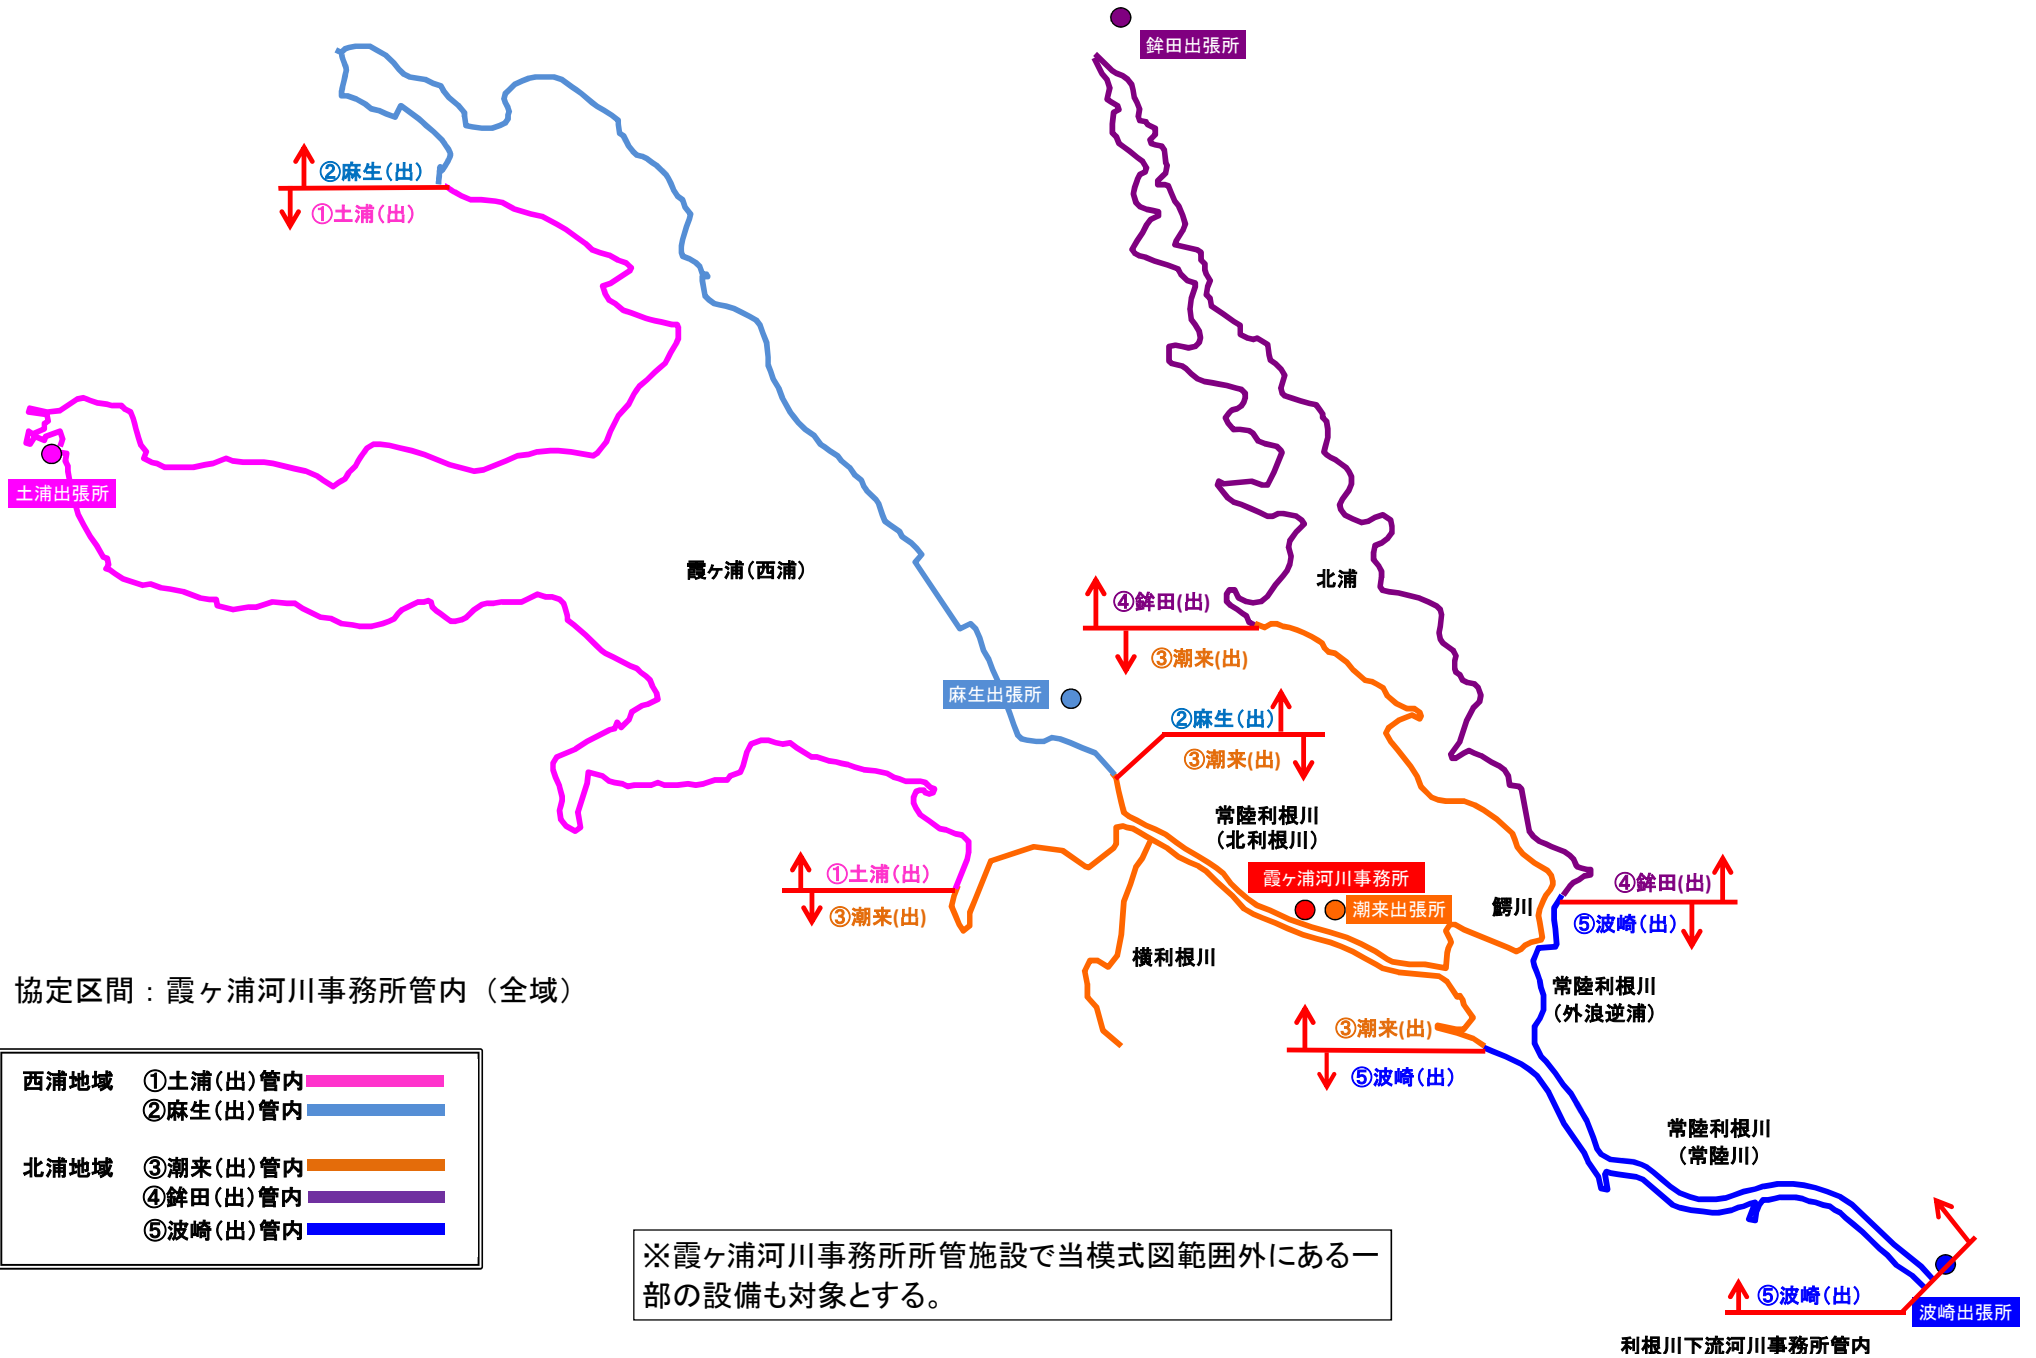 鉾田出張所
②麻生(出)
①土浦(出)
土浦出張所
霞ヶ浦(西浦)
北浦
④鉾田(出)
③潮来(出)
麻生出張所
②麻生(出)
③潮来(出)
常陸利根川
(北利根川)
①土浦(出)
③潮来(出)
霞ヶ浦河川事務所
潮来出張所
鰐川
④鉾田(出)
⑤波崎(出)
横利根川
常陸利根川
(外浪逆浦)
③潮来(出)
⑤波崎(出)
協定区間：霞ヶ浦河川事務所管内（全域）
西浦地域 ①土浦(出)管内
②麻生(出)管内
北浦地域 ③潮来(出)管内
④鉾田(出)管内
⑤波崎(出)管内
常陸利根川
(常陸川)
※霞ヶ浦河川事務所所管施設で当模式図範囲外にある一
部の設備も対象とする。
⑤波崎(出)
波崎出張所
利根川下流河川事務所管内